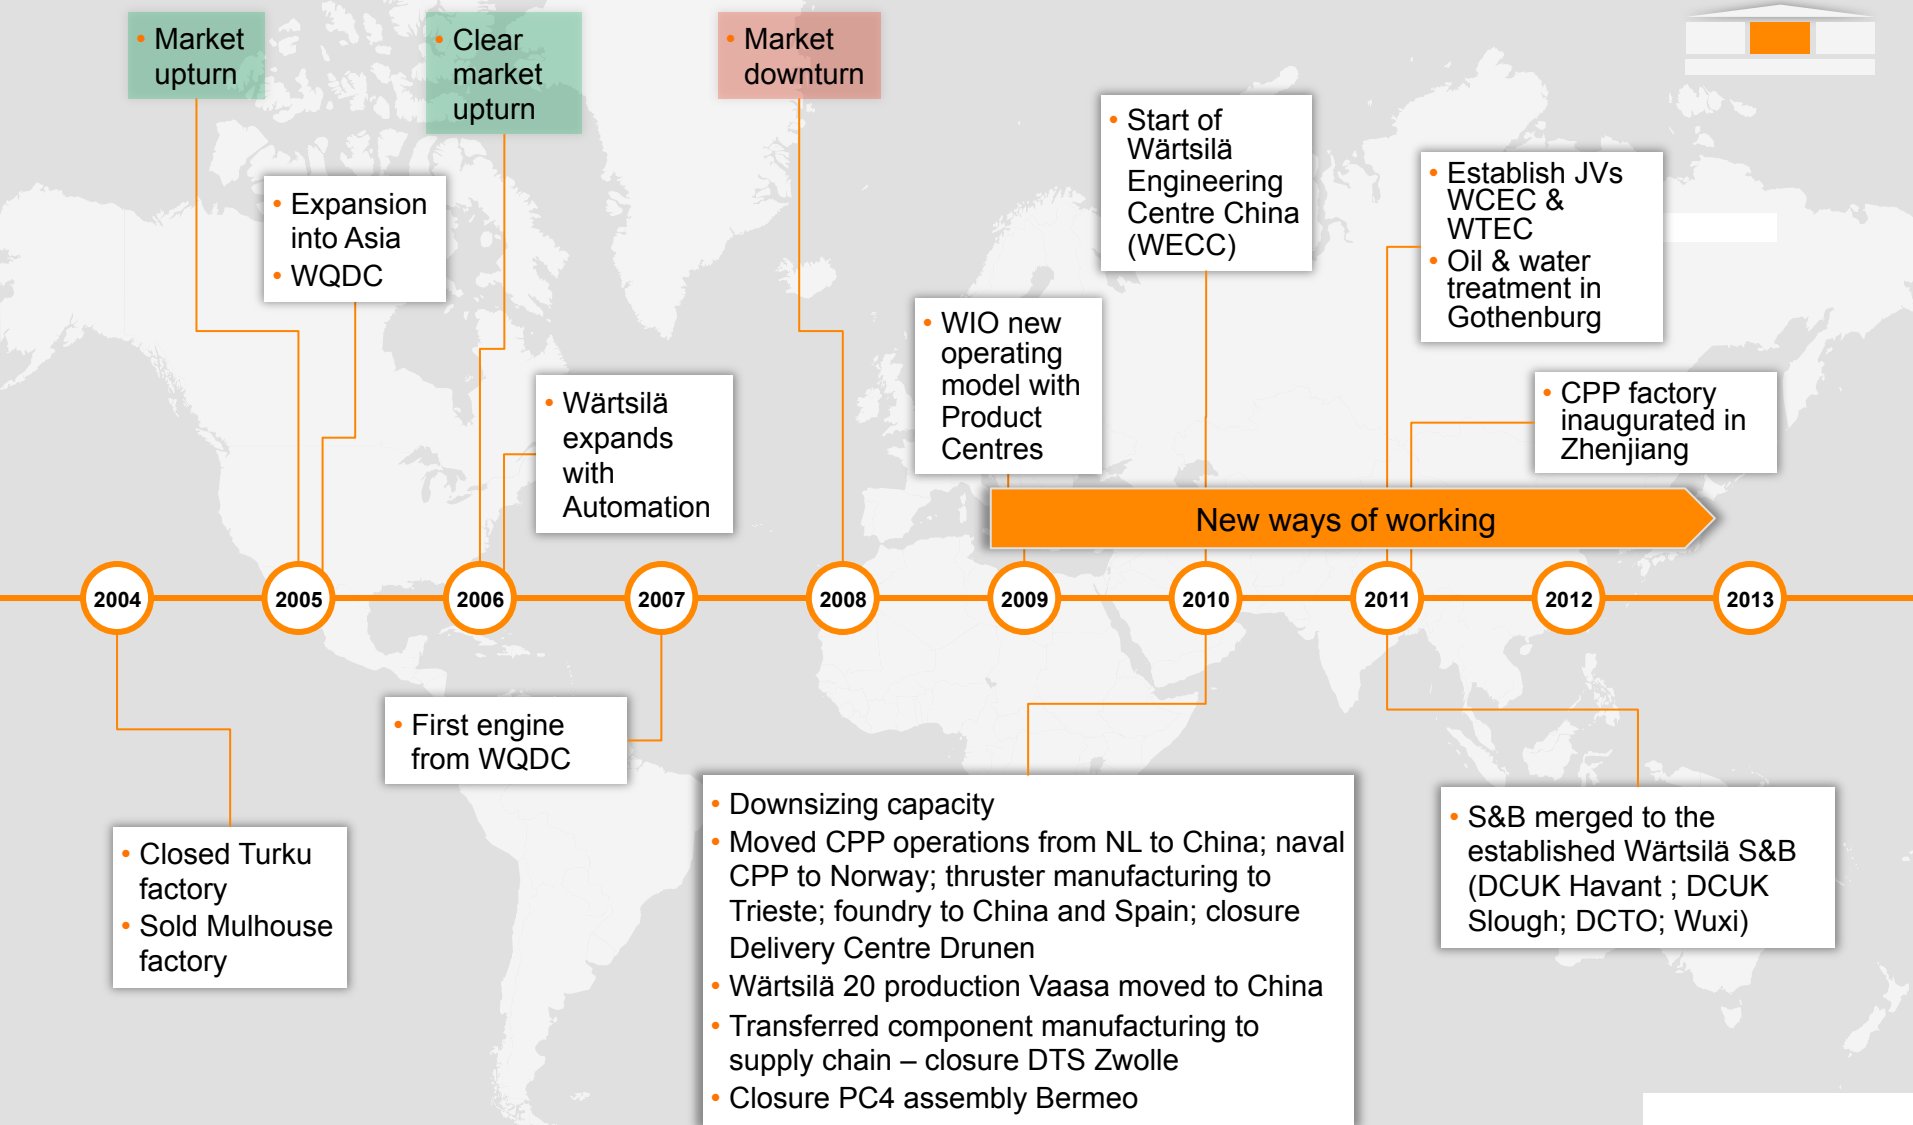 • Market
upturn
• Clear
market
upturn
• Market
downturn
• Expansion
into Asia
• WQDC
• Start of
Wärtsilä
Engineering
Centre China
(WECC)
• Establish JVs
WCEC &
WTEC
• Oil & water
treatment in
Gothenburg
• WIO new
operating
model with
Product
Centres
• Wärtsilä
expands
with
Automation
• CPP factory
inaugurated in
Zhenjiang
New ways of working
2004
2005
2006
2007
2008
2009
2010
2011
2012
2013
• First engine
from WQDC
• Closed Turku
factory
• Sold Mulhouse
factory
• Downsizing capacity
• Moved CPP operations from NL to China; naval
CPP to Norway; thruster manufacturing to
Trieste; foundry to China and Spain; closure
Delivery Centre Drunen
• Wärtsilä 20 production Vaasa moved to China
• Transferred component manufacturing to
supply chain – closure DTS Zwolle
• Closure PC4 assembly Bermeo
• S&B merged to the
established Wärtsilä S&B
(DCUK Havant ; DCUK
Slough; DCTO; Wuxi)